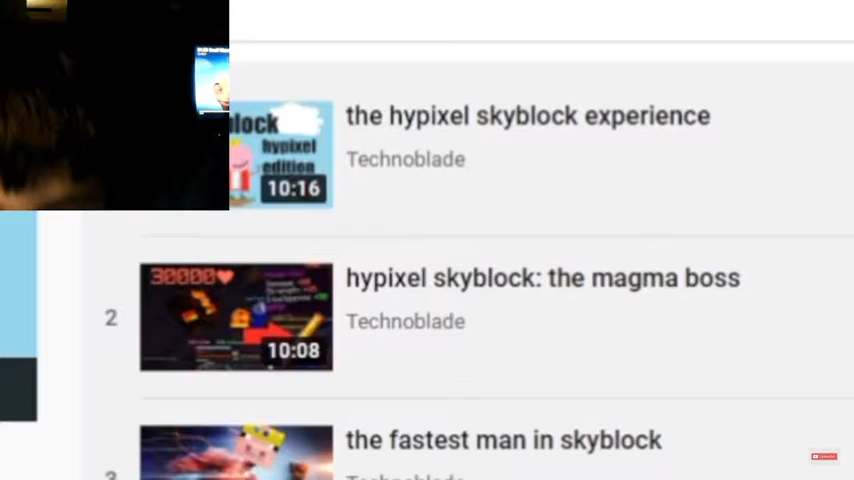 the hypixel skyblock experience
Technoblade
lock
hypixel
edition
10:16
2
hypixel skyblock: the magma boss
Technoblade
30000
10:08
the fastest man in skyblock